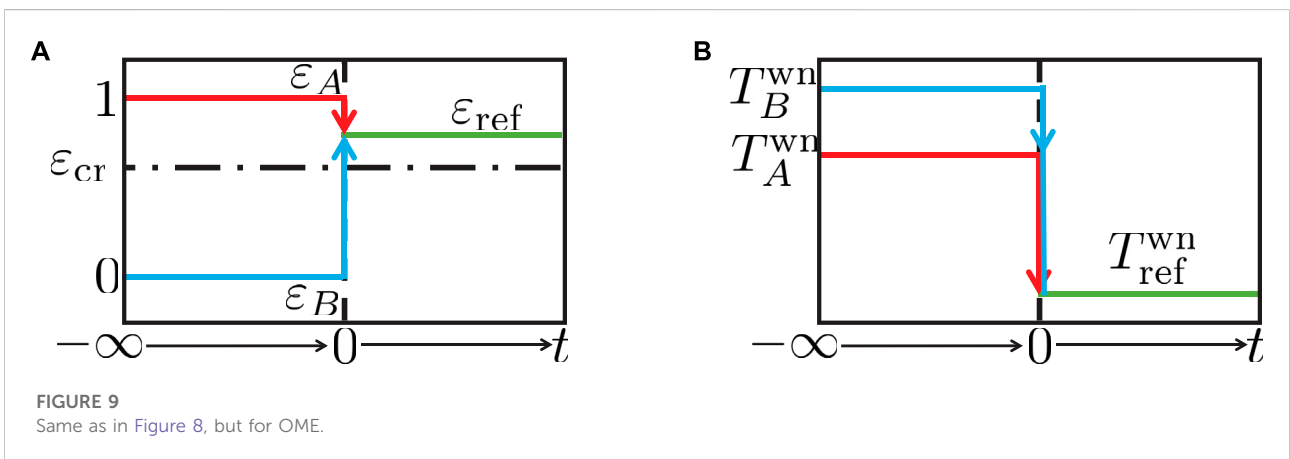 A
B
1
ε_A
ε_ref
ε_cr
0
ε_B
−∞
0
t
T_B^wn
T_A^wn
T_ref^wn
−∞
0
t
FIGURE 9
Same as in Figure 8, but for OME.